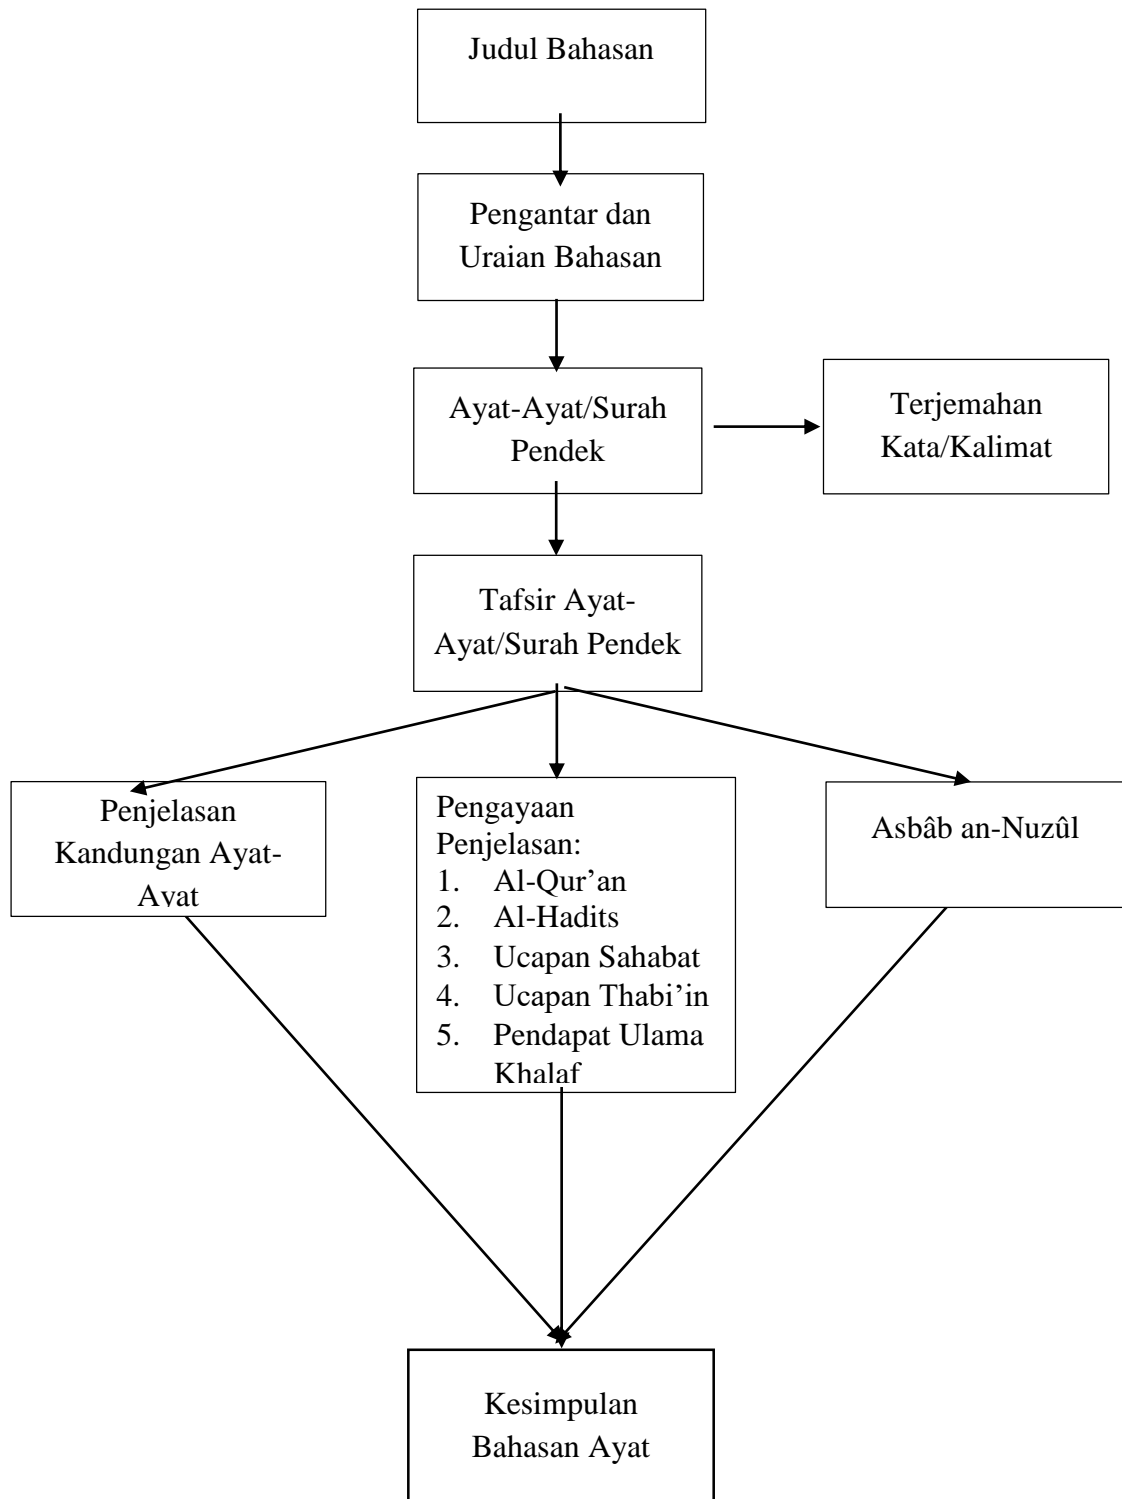 Judul Bahasan
Pengantar dan
Uraian Bahasan
Ayat-Ayat/Surah
Pendek
Terjemahan
Kata/Kalimat
Tafsir Ayat-
Ayat/Surah Pendek
Penjelasan
Kandungan Ayat-
Ayat
Pengayaan
Penjelasan:
1. Al-Qur’an
2. Al-Hadits
3. Ucapan Sahabat
4. Ucapan Thabi’in
5. Pendapat Ulama
Khalaf
Asbâb an-Nuzûl
Kesimpulan
Bahasan Ayat